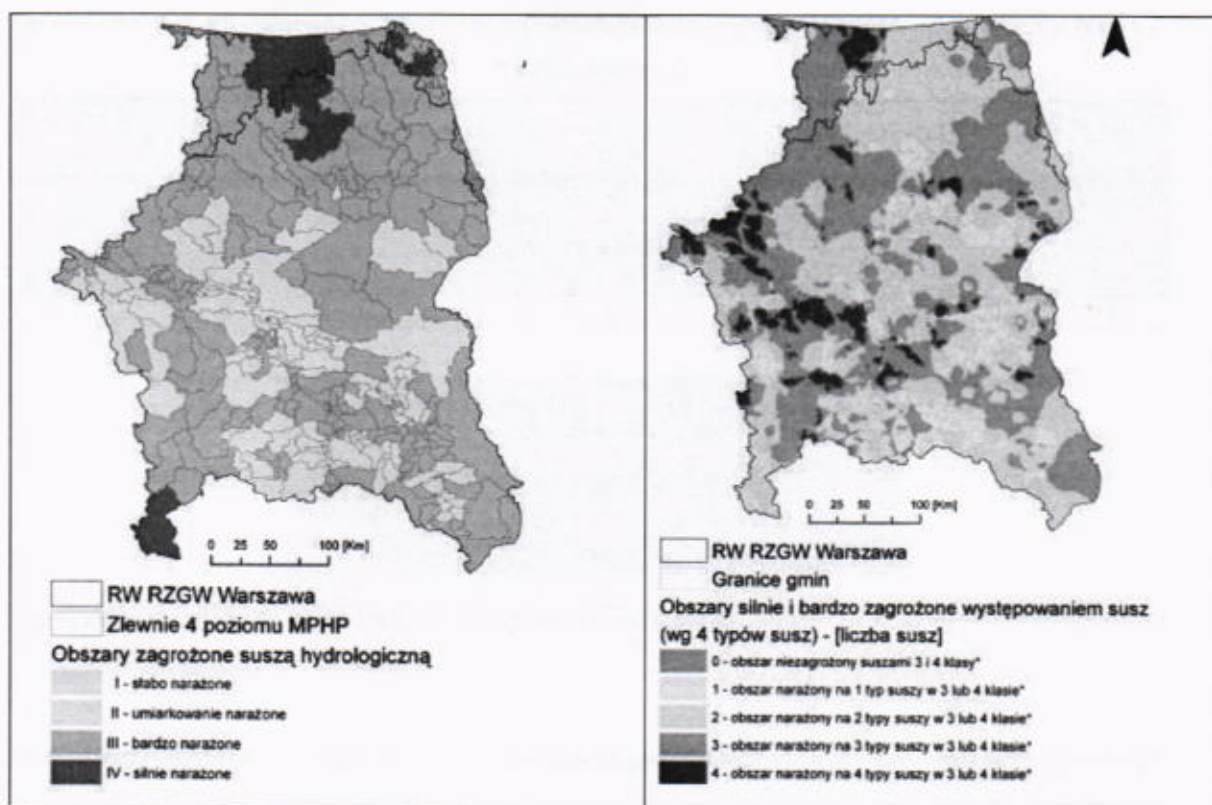 0 25 50 100 [Km]
RW RZGW Warszawa
Zlewnie 4 poziomu MPHP
Obszary zagrożone suszą hydrologiczną
I - słabo narażone
II - umiarkowanie narażone
III - bardzo narażone
IV - silnie narażone
0 25 50 100 [Km]
RW RZGW Warszawa
Granice gmin
Obszary silnie i bardzo zagrożone występowaniem susz
(wg 4 typów susz) - [liczba susz]
0 - obszar niezagrożony suszami 3 i 4 klasy*
1 - obszar narażony na 1 typ suszy w 3 lub 4 klasie*
2 - obszar narażony na 2 typy suszy w 3 lub 4 klasie*
3 - obszar narażony na 3 typy suszy w 3 lub 4 klasie*
4 - obszar narażony na 4 typy suszy w 3 lub 4 klasie*